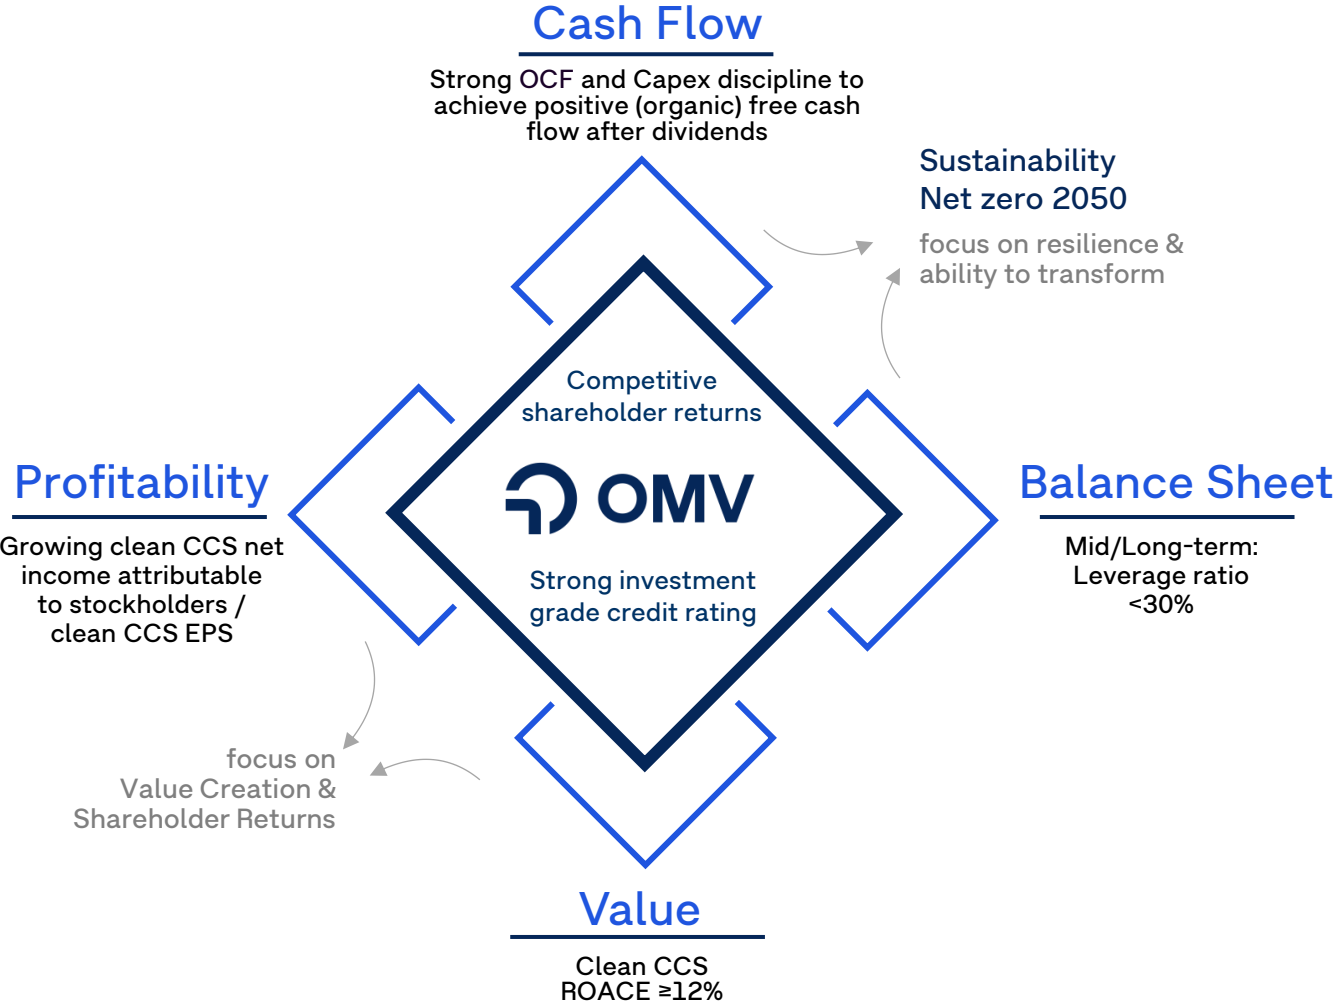 Cash Flow
Strong OCF and Capex discipline to
achieve positive (organic) free cash
flow after dividends
Sustainability
Net zero 2050
focus on resilience &
ability to transform
Competitive
shareholder returns
OMV
Strong investment
grade credit rating
Profitability
Growing clean CCS net
income attributable
to stockholders /
clean CCS EPS
Balance Sheet
Mid/Long-term:
Leverage ratio
<30%
focus on
Value Creation &
Shareholder Returns
Value
Clean CCS
ROACE ≥12%